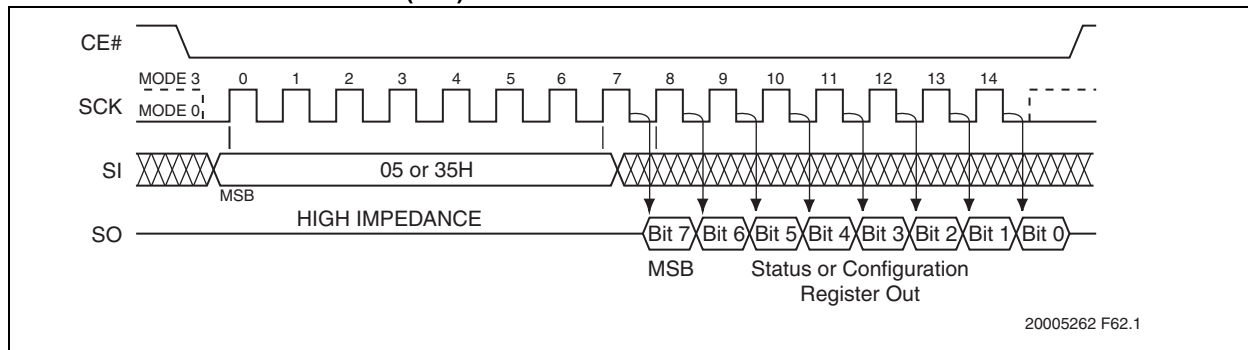 CE#
MODE 3 0 1 2 3 4 5 6 7 8 9 10 11 12 13 14
SCK MODE 0
SI 05 or 35H
MSB
HIGH IMPEDANCE
SO Bit 7 Bit 6 Bit 5 Bit 4 Bit 3 Bit 2 Bit 1 Bit 0
MSB Status or Configuration
Register Out
20005262 F62.1